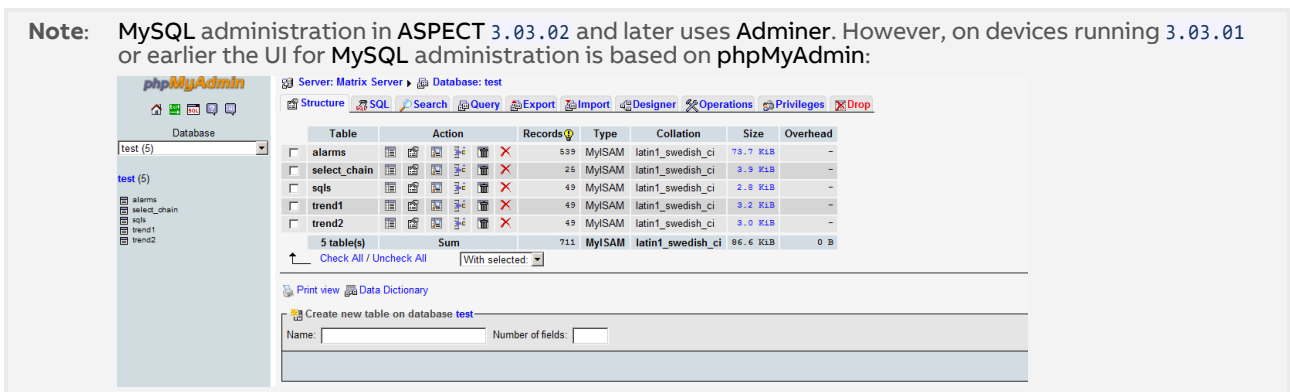 Note: MySQL administration in ASPECT 3.03.02 and later uses Adminer. However, on devices running 3.03.01
or earlier the UI for MySQL administration is based on phpMyAdmin:
phpMyAdmin
Database
test (5)
test (5)
alarms
select_chain
sqls
trend1
trend2
Server: Matrix Server ▸ Database: test
Structure SQL Search Query Export Import Designer Operations Privileges Drop
Table Action Records Type Collation Size Overhead
alarms 539 MyISAM latin1_swedish_ci 73.7 KiB -
select_chain 25 MyISAM latin1_swedish_ci 3.9 KiB -
sqls 49 MyISAM latin1_swedish_ci 2.8 KiB -
trend1 49 MyISAM latin1_swedish_ci 3.2 KiB -
trend2 49 MyISAM latin1_swedish_ci 3.0 KiB -
5 table(s) Sum 711 MyISAM latin1_swedish_ci 86.6 KiB 0 B
Check All / Uncheck All With selected:
Print view Data Dictionary
Create new table on database test
Name: Number of fields: